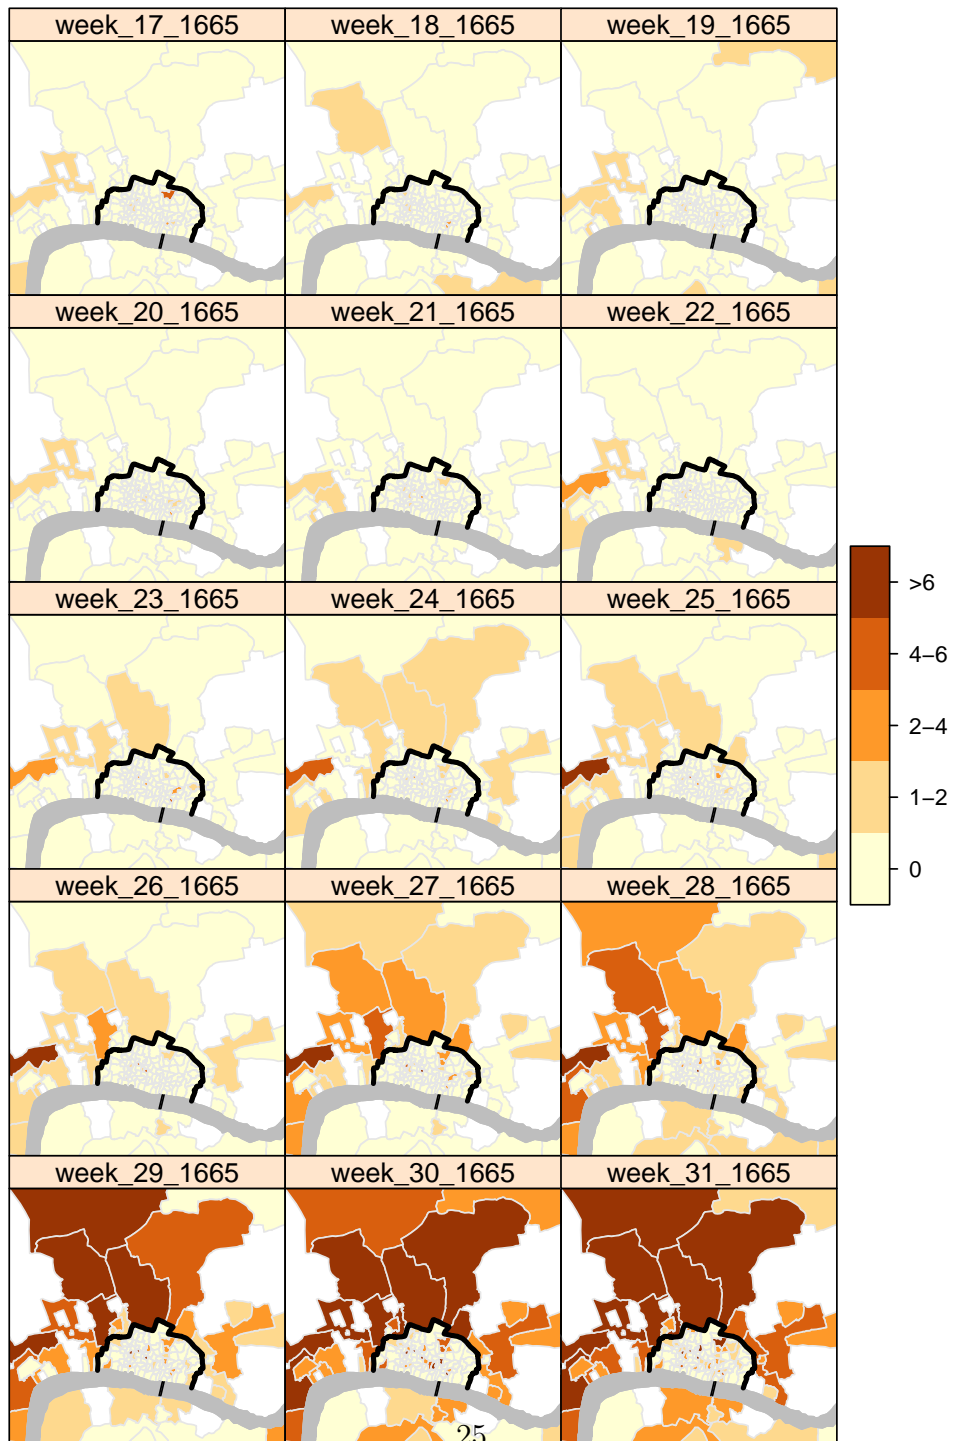 week_17_1665 week_18_1665 week_19_1665
week_20_1665 week_21_1665 week_22_1665
week_23_1665 week_24_1665 week_25_1665
week_26_1665 week_27_1665 week_28_1665
week_29_1665 week_30_1665 week_31_1665
>6
4–6
2–4
1–2
0
25